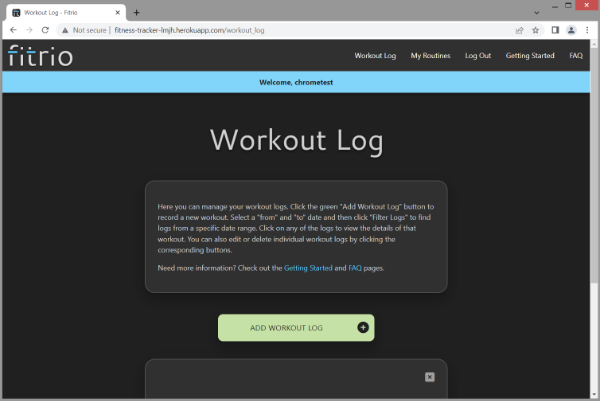 Workout Log - Fitrio
Not secure | fitness-tracker-lmjh.herokuapp.com/workout_log
fitrio
Workout Log My Routines Log Out Getting Started FAQ
Welcome, chrometest
Workout Log
Here you can manage your workout logs. Click the green "Add Workout Log" button to
record a new workout. Select a "from" and "to" date and then click "Filter Logs" to find
logs from a specific date range. Click on any of the logs to view the details of that
workout. You can also edit or delete individual workout logs by clicking the
corresponding buttons.
Need more information? Check out the Getting Started and FAQ pages.
ADD WORKOUT LOG